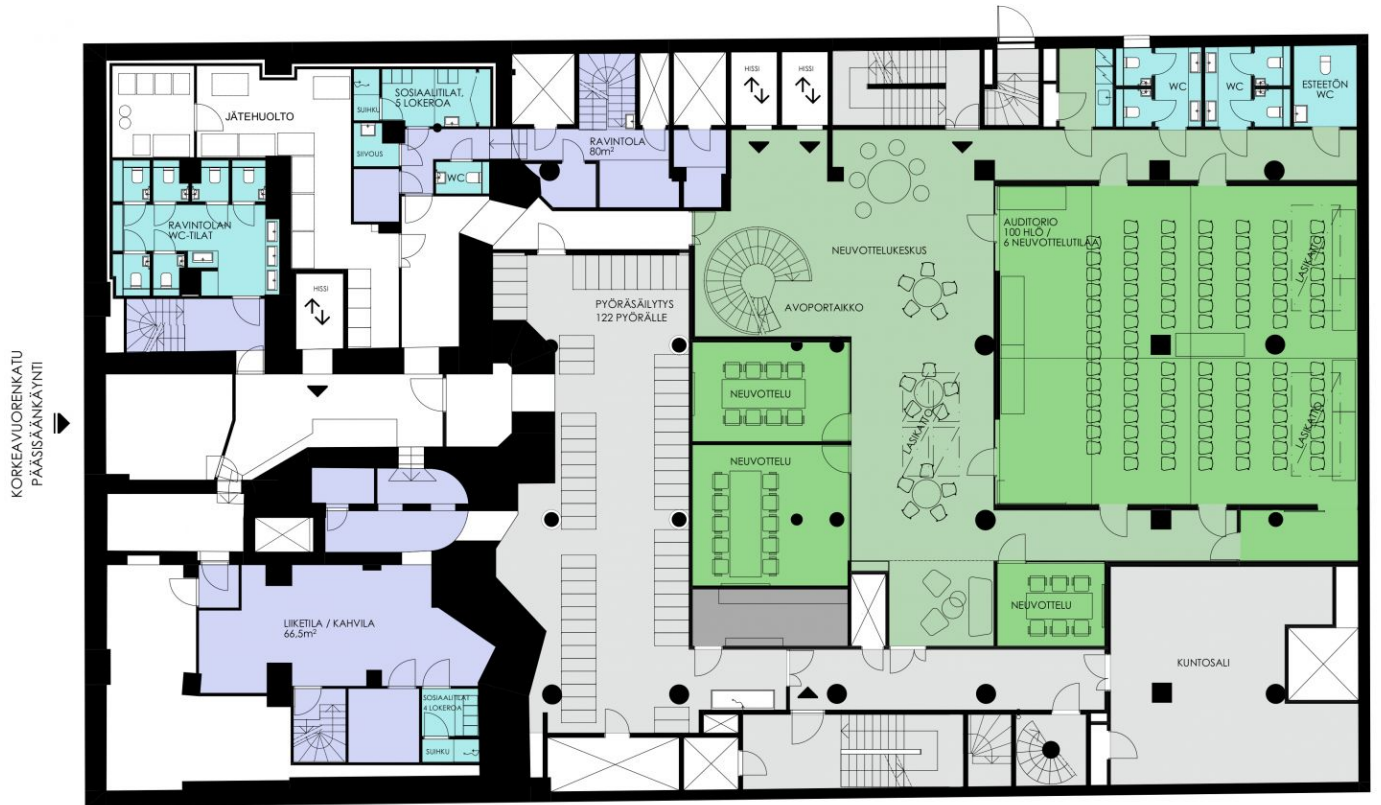 HISSI
HISSI
SOSIAALITILAT,
5 LOKEROA
SUIHKU
JÄTEHUOLTO
SIIVOUS
WC
RAVINTOLA
80m²
WC
WC
ESTEETÖN
WC
RAVINTOLAN
WC-TILAT
HISSI
NEUVOTTELUKESKUS
AVOPORTAIKKO
AUDITORIO
100 HLÖ /
6 NEUVOTTELUTILAA
LASIKATTO
PYÖRÄSÄILYTYS
122 PYÖRÄLLE
KORKEAVUORENKATU
PÄÄSISÄÄNKÄYNTI
NEUVOTTELU
LASIKATTO
LASIKATTO
NEUVOTTELU
NEUVOTTELU
LIIKETILA / KAHVILA
66,5m²
KUNTOSALI
SOSIAALITILAT
4 LOKEROA
SUIHKU